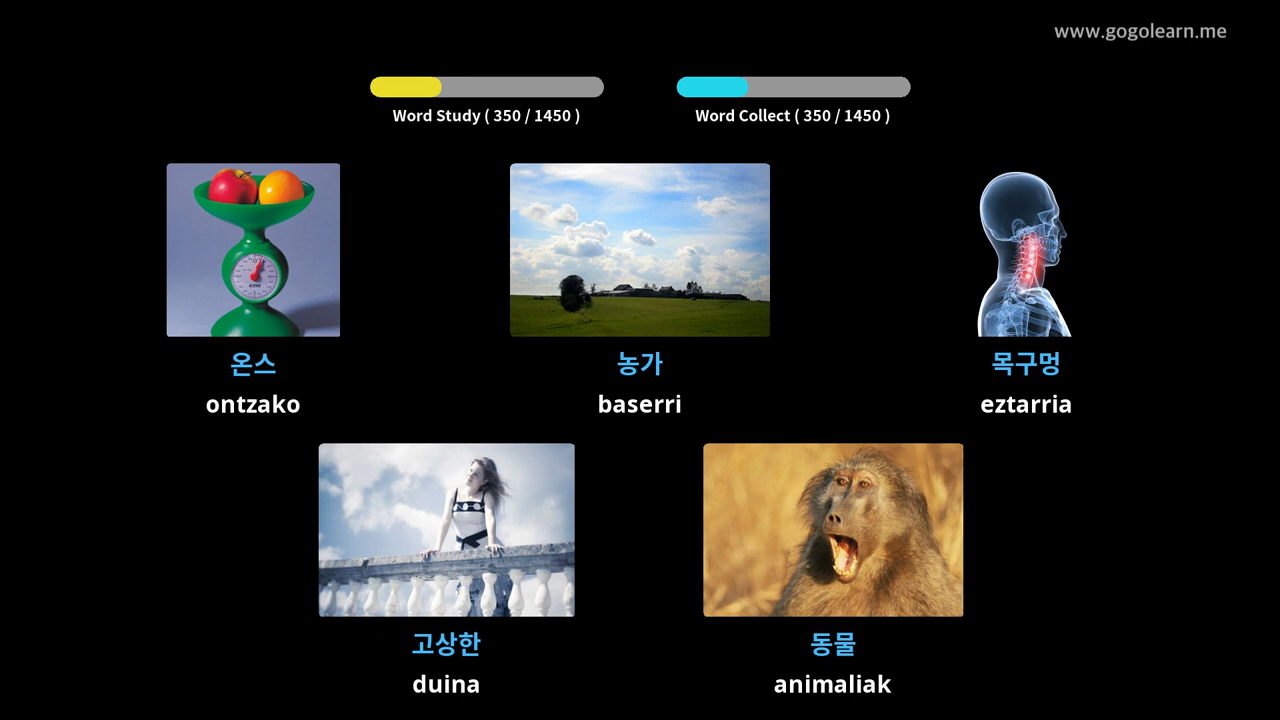 www.gogolearn.me
Word Study ( 350 / 1450 )
Word Collect ( 350 / 1450 )
온스
ontzako
농가
baserri
목구멍
eztarria
고상한
duina
동물
animaliak